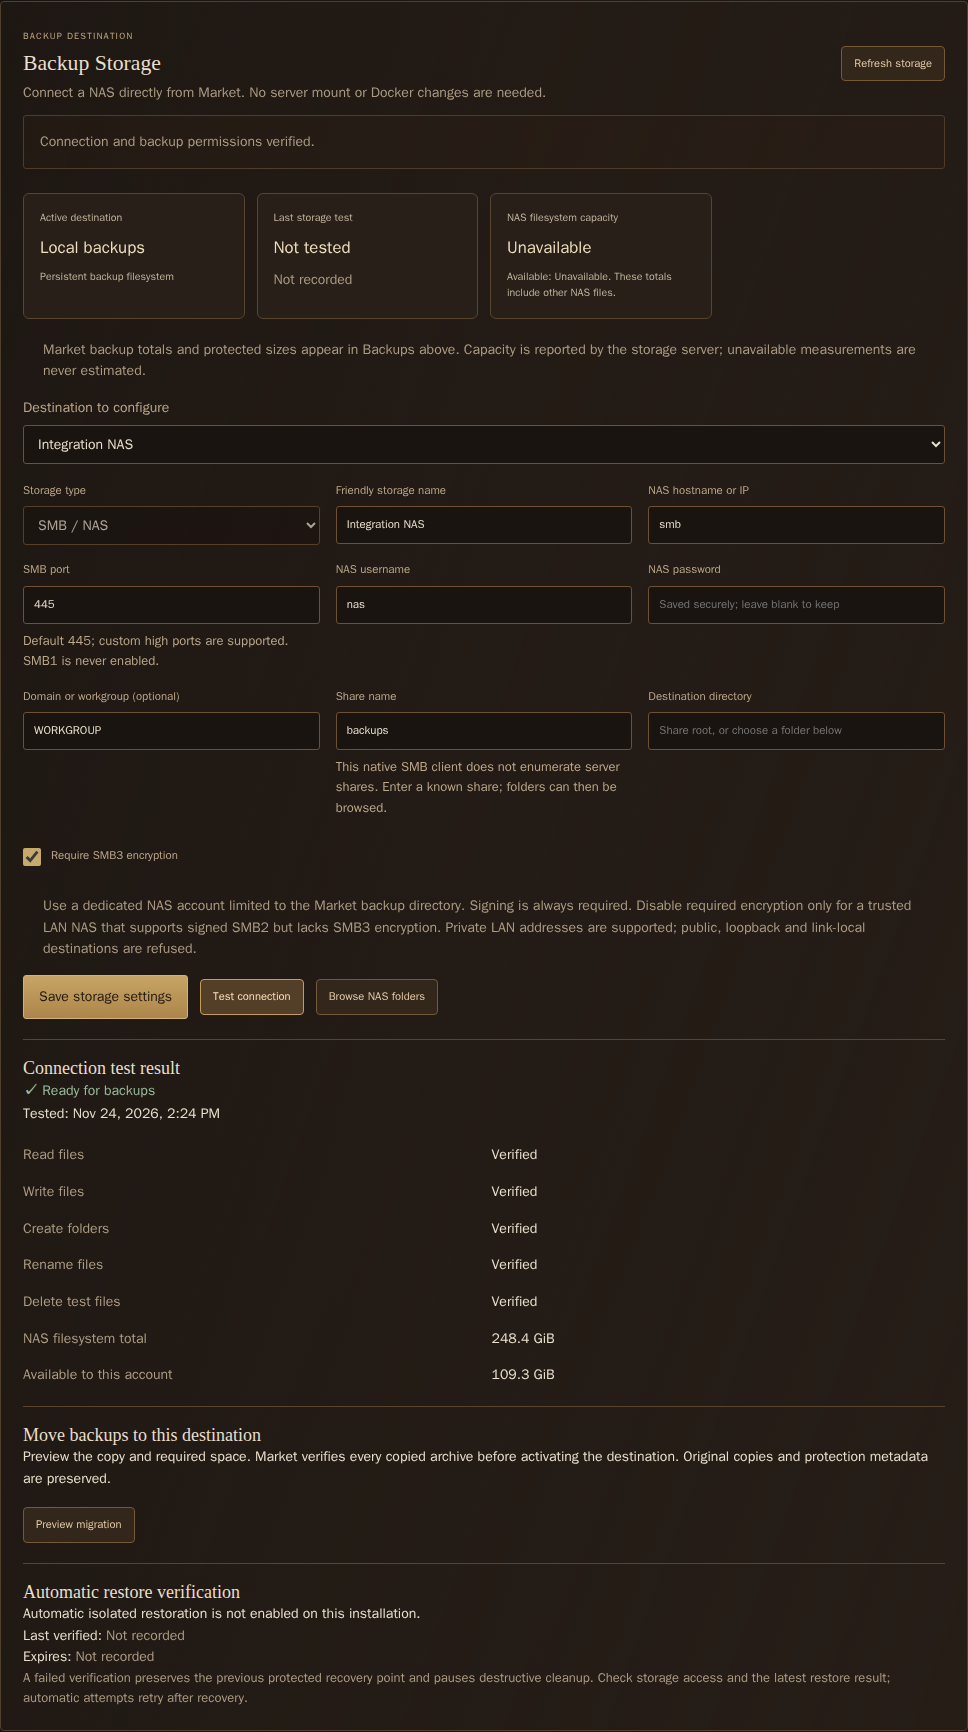 BACKUP DESTINATION
Backup Storage
Refresh storage
Connect a NAS directly from Market. No server mount or Docker changes are needed.
Connection and backup permissions verified.
Active destination
Local backups
Persistent backup filesystem
Last storage test
Not tested
Not recorded
NAS filesystem capacity
Unavailable
Available: Unavailable. These totals
include other NAS files.
Market backup totals and protected sizes appear in Backups above. Capacity is reported by the storage server; unavailable measurements are
never estimated.
Destination to configure
Integration NAS
Storage type
SMB / NAS
Friendly storage name
Integration NAS
NAS hostname or IP
smb
SMB port
445
Default 445; custom high ports are supported.
SMB1 is never enabled.
NAS username
nas
NAS password
Saved securely; leave blank to keep
Domain or workgroup (optional)
WORKGROUP
Share name
backups
This native SMB client does not enumerate server
shares. Enter a known share; folders can then be
browsed.
Destination directory
Share root, or choose a folder below
Require SMB3 encryption
Use a dedicated NAS account limited to the Market backup directory. Signing is always required. Disable required encryption only for a trusted
LAN NAS that supports signed SMB2 but lacks SMB3 encryption. Private LAN addresses are supported; public, loopback and link-local
destinations are refused.
Save storage settings
Test connection
Browse NAS folders
Connection test result
✓ Ready for backups
Tested: Nov 24, 2026, 2:24 PM
Read files Verified
Write files Verified
Create folders Verified
Rename files Verified
Delete test files Verified
NAS filesystem total 248.4 GiB
Available to this account 109.3 GiB
Move backups to this destination
Preview the copy and required space. Market verifies every copied archive before activating the destination. Original copies and protection metadata
are preserved.
Preview migration
Automatic restore verification
Automatic isolated restoration is not enabled on this installation.
Last verified: Not recorded
Expires: Not recorded
A failed verification preserves the previous protected recovery point and pauses destructive cleanup. Check storage access and the latest restore result;
automatic attempts retry after recovery.